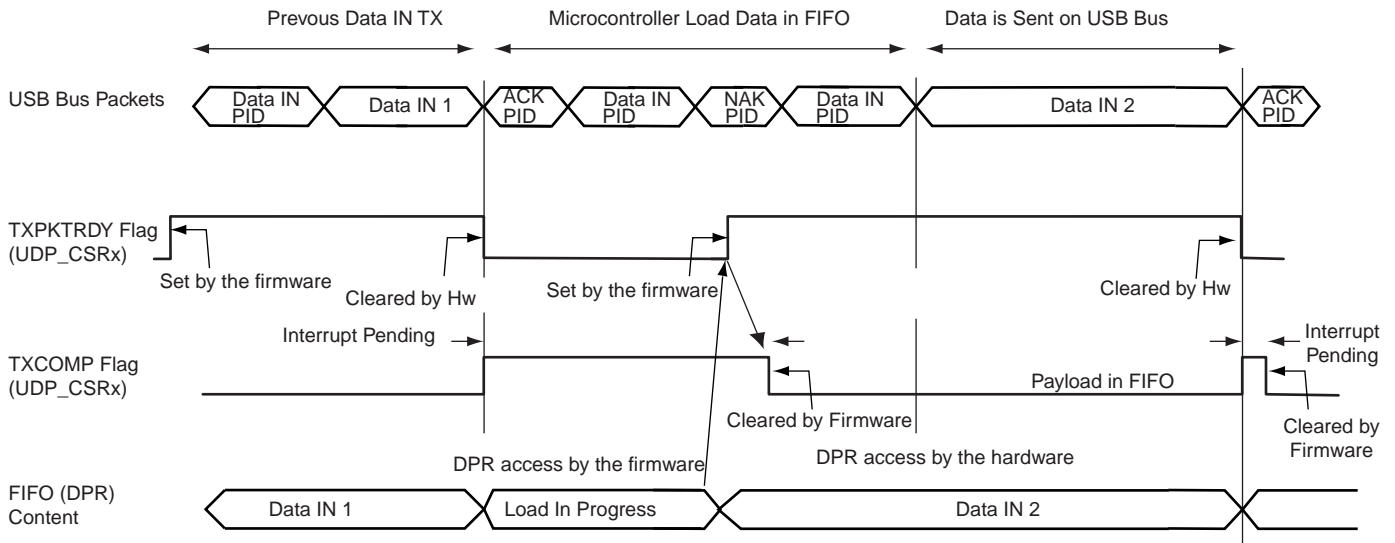 Prevous Data IN TX
Microcontroller Load Data in FIFO
Data is Sent on USB Bus
USB Bus Packets
Data IN
PID
Data IN 1
ACK
PID
Data IN
PID
NAK
PID
Data IN
PID
Data IN 2
ACK
PID
TXPKTRDY Flag
(UDP_CSRx)
Set by the firmware
Cleared by Hw
Set by the firmware
Cleared by Hw
Interrupt Pending
Interrupt
Pending
TXCOMP Flag
(UDP_CSRx)
Payload in FIFO
Cleared by Firmware
Cleared by
Firmware
DPR access by the firmware
DPR access by the hardware
FIFO (DPR)
Content
Data IN 1
Load In Progress
Data IN 2